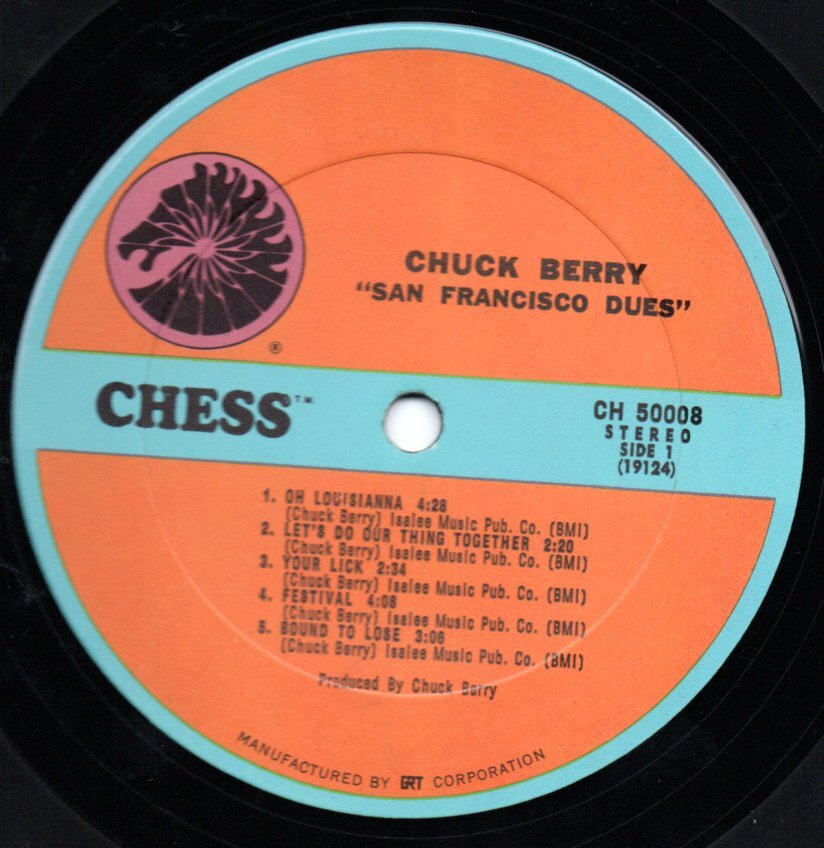 CHUCK BERRY
"SAN FRANCISCO DUES"
®
CHESS T.M.
CH 50008
STEREO
SIDE 1
(19124)
1. OH LOUISIANNA 4:28
(Chuck Berry) Isalee Music Pub. Co. (BMI)
2. LET'S DO OUR THING TOGETHER 2:20
(Chuck Berry) Isalee Music Pub. Co. (BMI)
3. YOUR LICK 2:34
(Chuck Berry) Isalee Music Pub. Co. (BMI)
4. FESTIVAL 4:08
(Chuck Berry) Isalee Music Pub. Co. (BMI)
5. BOUND TO LOSE 3:06
(Chuck Berry) Isalee Music Pub. Co. (BMI)
Produced By Chuck Berry
MANUFACTURED BY GRT CORPORATION